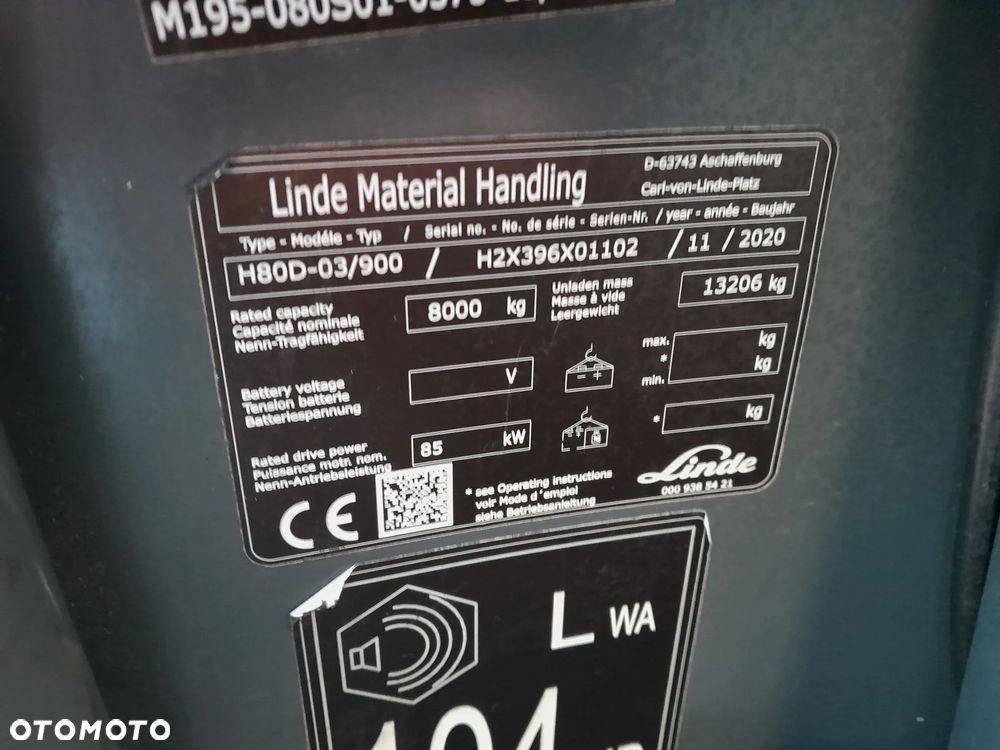 Linde Material Handling
D-63743 Aschaffenburg
Carl-von-Linde-Platz
Type - Modéle - Typ / Serial no. - No. de série - Serien-Nr. / year - année - Baujahr
H80D-03/900 / H2X396X01102 / 11 / 2020
Rated capacity
Capacité nominale
Nenn-Tragfähigkeit
8000 kg
Unladen mass
Masse à vide
Leergewicht
13206 kg
Battery voltage
Tension batterie
Batteriespannung
V
max. kg
* kg
min.
Rated drive power
Puissance motr. nom.
Nenn-Antriebsleistung
85 kW
* kg
CE
* see Operating instructions
voir Mode d'emploi
siehe Betriebsanleitung
Linde
000 938 54 21
L WA
OTOMOTO